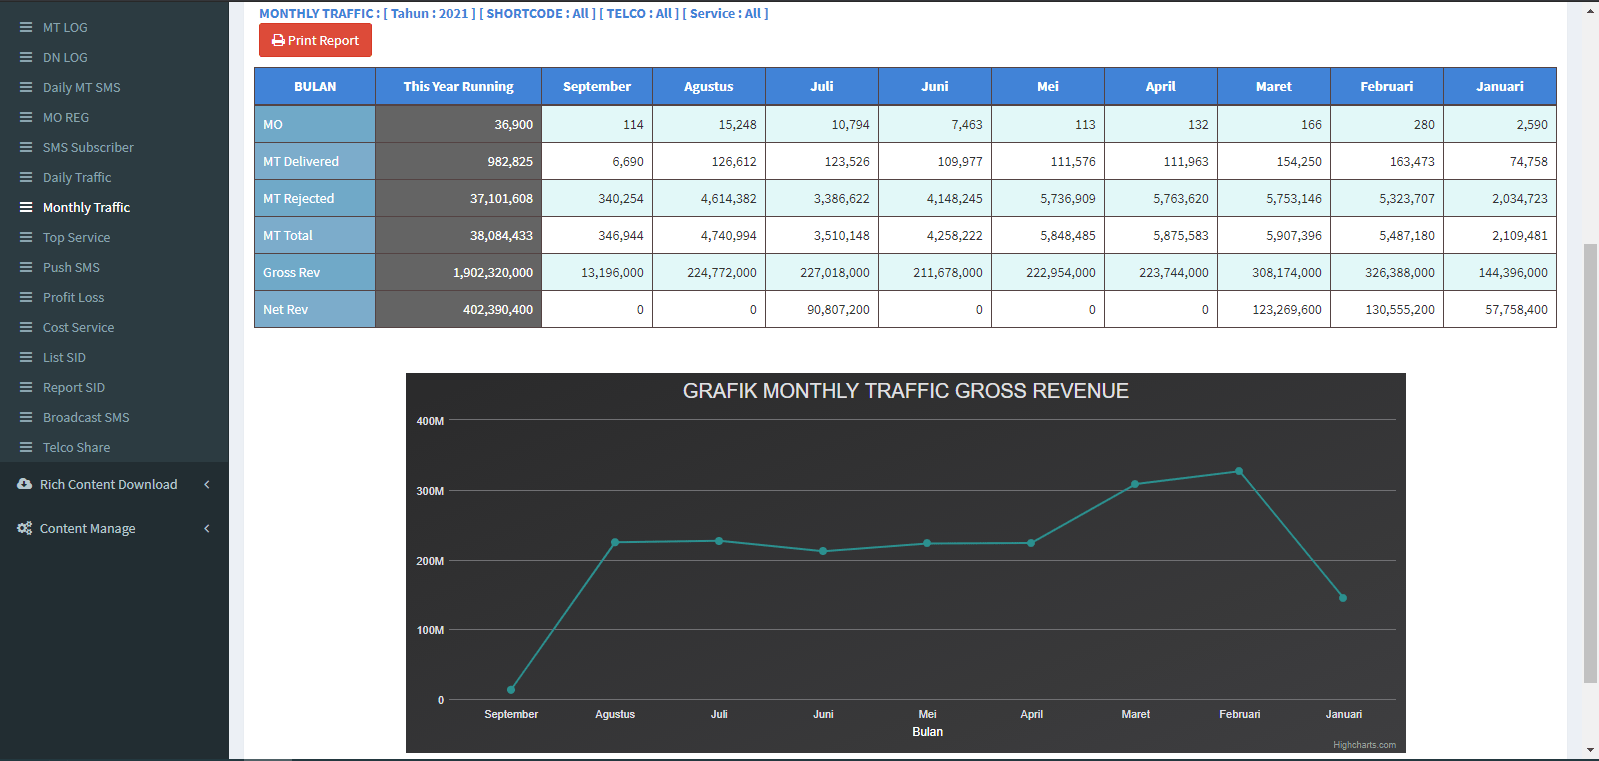 MT LOG
DN LOG
Daily MT SMS
MO REG
SMS Subscriber
Daily Traffic
Monthly Traffic
Top Service
Push SMS
Profit Loss
Cost Service
List SID
Report SID
Broadcast SMS
Telco Share
Rich Content Download
Content Manage
MONTHLY TRAFFIC : [ Tahun : 2021 ] [ SHORTCODE : All ] [ TELCO : All ] [ Service : All ]
Print Report
BULAN This Year Running September Agustus Juli Juni Mei April Maret Februari Januari
MO 36,900 114 15,248 10,794 7,463 113 132 166 280 2,590
MT Delivered 982,825 6,690 126,612 123,526 109,977 111,576 111,963 154,250 163,473 74,758
MT Rejected 37,101,608 340,254 4,614,382 3,386,622 4,148,245 5,736,909 5,763,620 5,753,146 5,323,707 2,034,723
MT Total 38,084,433 346,944 4,740,994 3,510,148 4,258,222 5,848,485 5,875,583 5,907,396 5,487,180 2,109,481
Gross Rev 1,902,320,000 13,196,000 224,772,000 227,018,000 211,678,000 222,954,000 223,744,000 308,174,000 326,388,000 144,396,000
Net Rev 402,390,400 0 0 90,807,200 0 0 0 123,269,600 130,555,200 57,758,400
GRAFIK MONTHLY TRAFFIC GROSS REVENUE
400M
300M
200M
100M
0
September Agustus Juli Juni Mei April Maret Februari Januari
Bulan
Highcharts.com